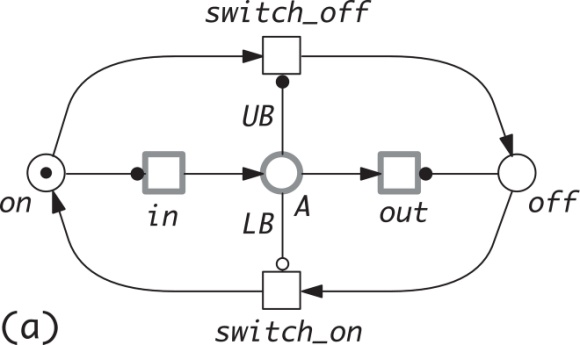 switch_off
UB
on
in
A
out
off
LB
switch_on
(a)